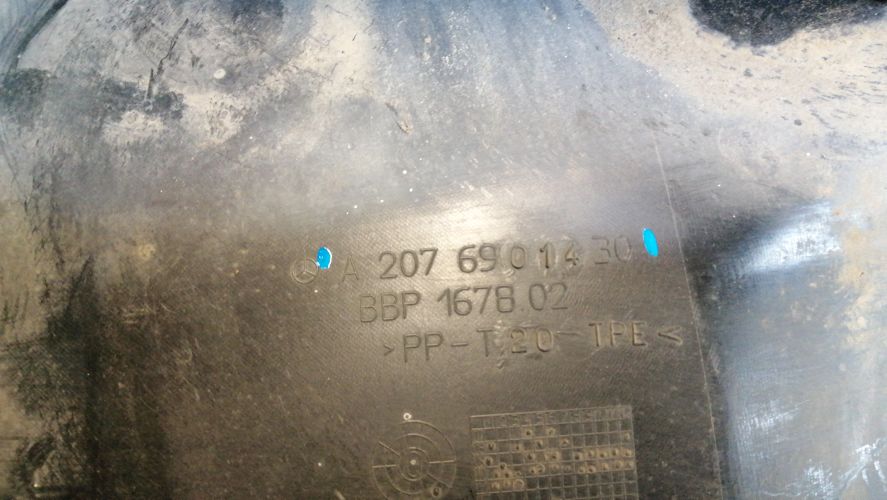 A 207 690 14 30
BBP 1678.02
>PP-T20-TPE<